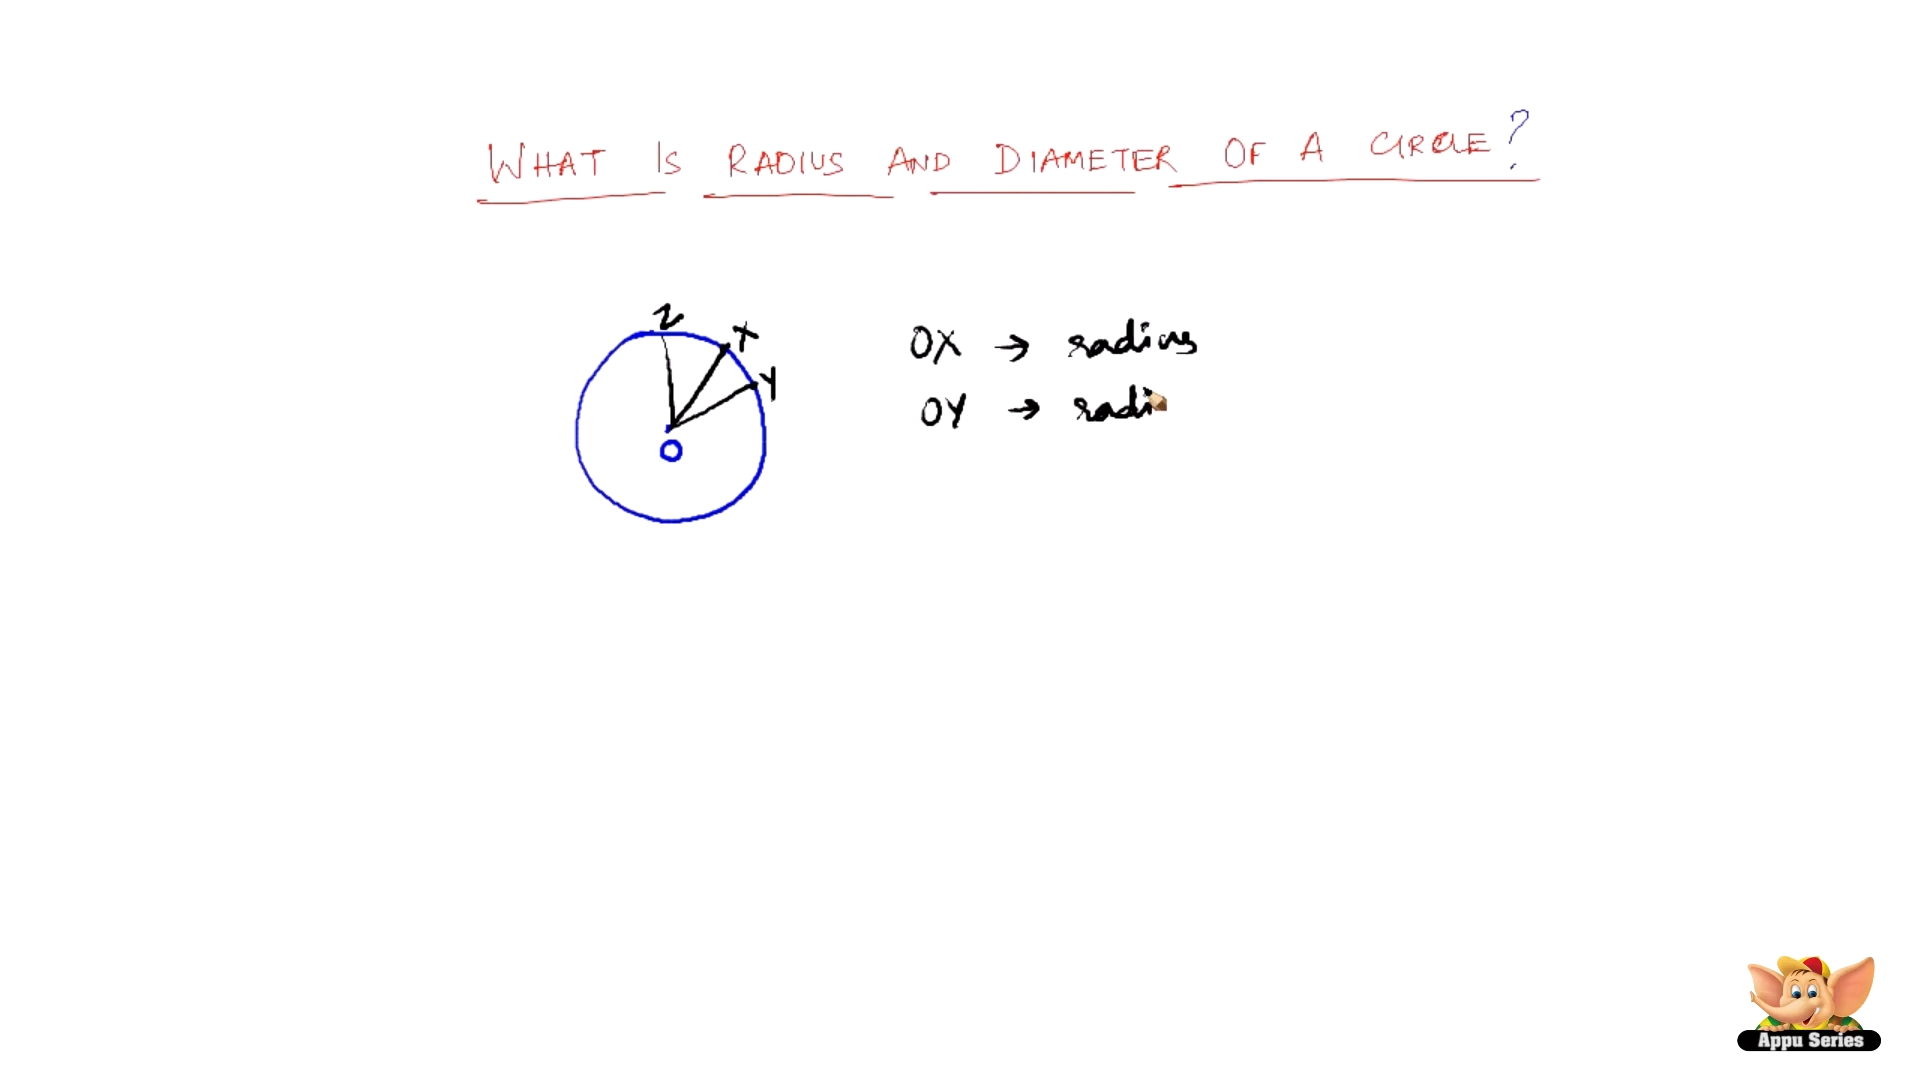 WHAT IS RADIUS AND DIAMETER OF A CIRCLE?
Z
X
Y
O
OX → radius
OY → radi
Appu Series